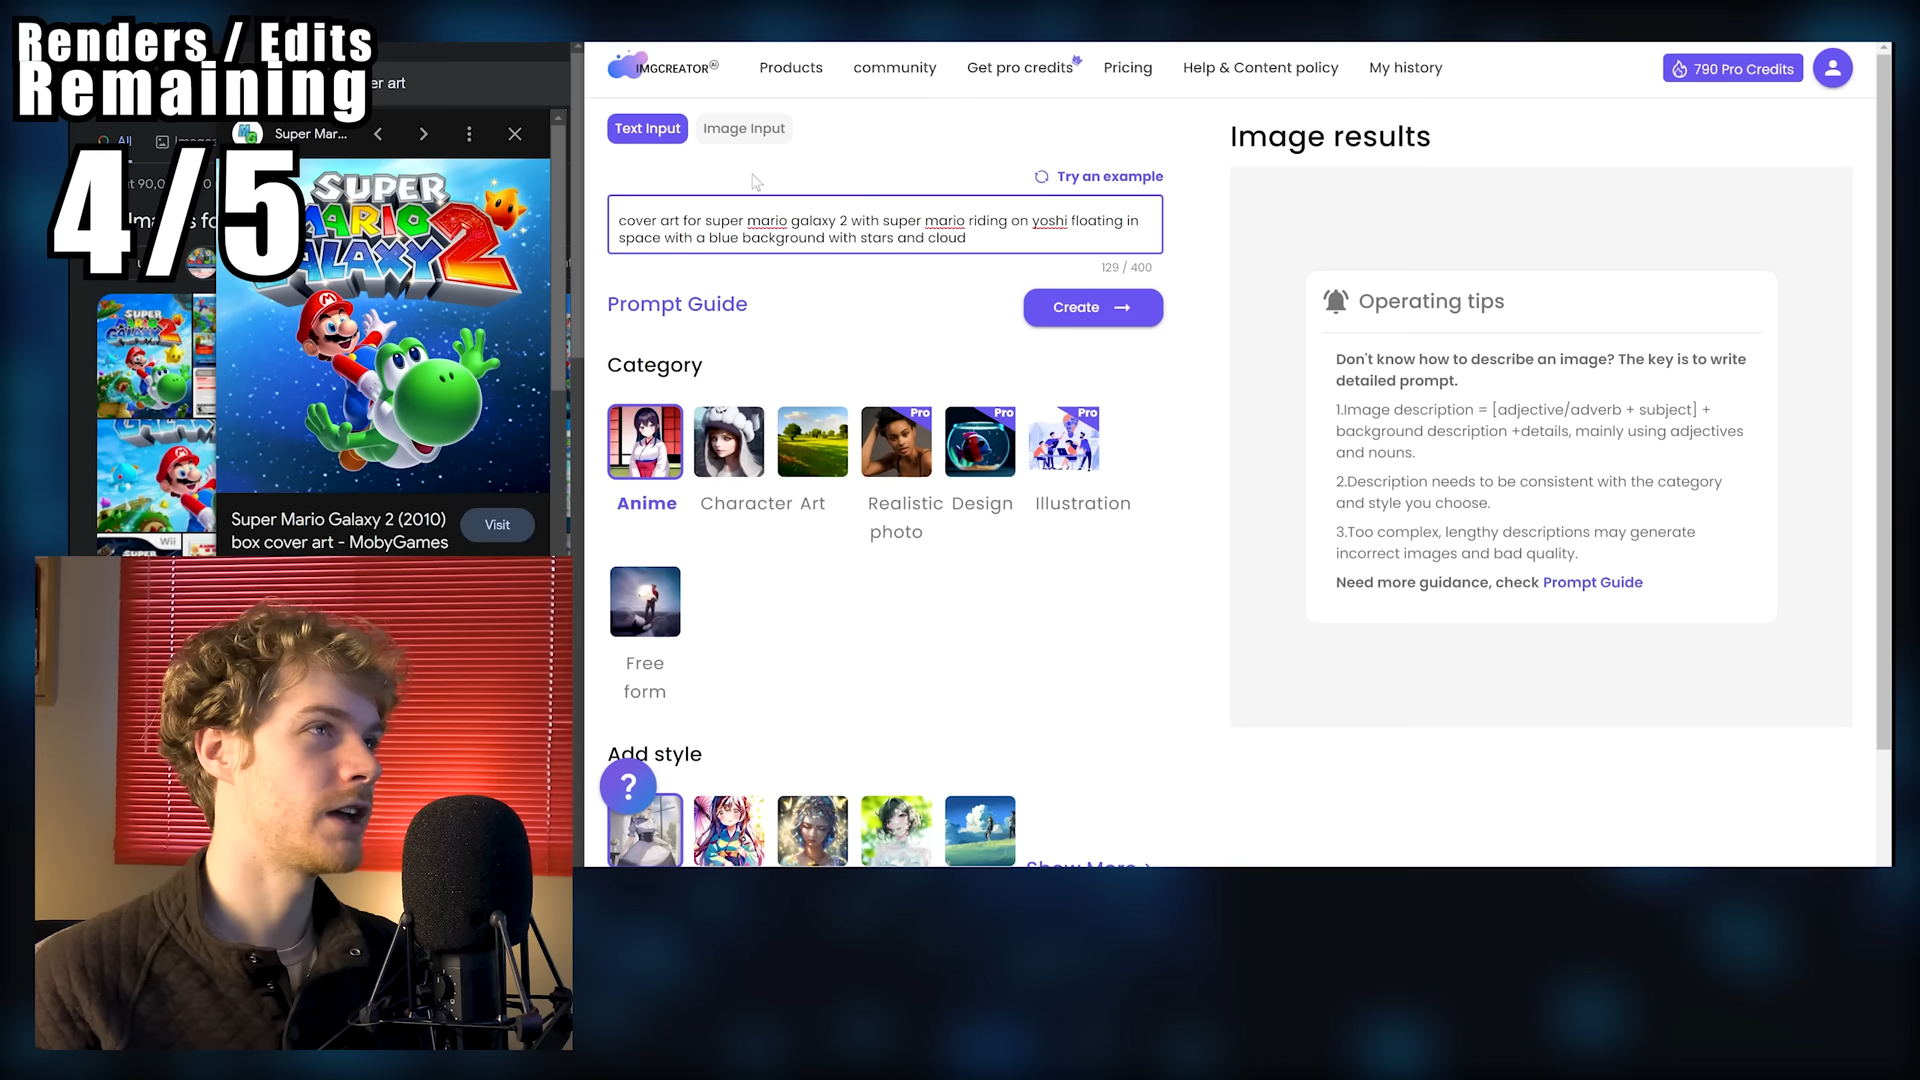 Renders / Edits
Remaining
4/5
er art
All
Super Mar...
SUPER
MARIO
GALAXY 2
SUPER
MARIO
GALAXY 2
Wii
Super Mario Galaxy 2 (2010)
box cover art - MobyGames
Visit
IMGCREATOR AI
Products
community
Get pro credits
Pricing
Help & Content policy
My history
790 Pro Credits
Text Input
Image Input
Try an example
cover art for super mario galaxy 2 with super mario riding on yoshi floating in
space with a blue background with stars and cloud
129 / 400
Prompt Guide
Create →
Category
Pro
Pro
Pro
Anime
Character
Art
Realistic
photo
Design
Illustration
Free
form
Add style
?
Show More >
Image results
Operating tips
Don't know how to describe an image? The key is to write
detailed prompt.
1.Image description = [adjective/adverb + subject] +
background description +details, mainly using adjectives
and nouns.
2.Description needs to be consistent with the category
and style you choose.
3.Too complex, lengthy descriptions may generate
incorrect images and bad quality.
Need more guidance, check Prompt Guide